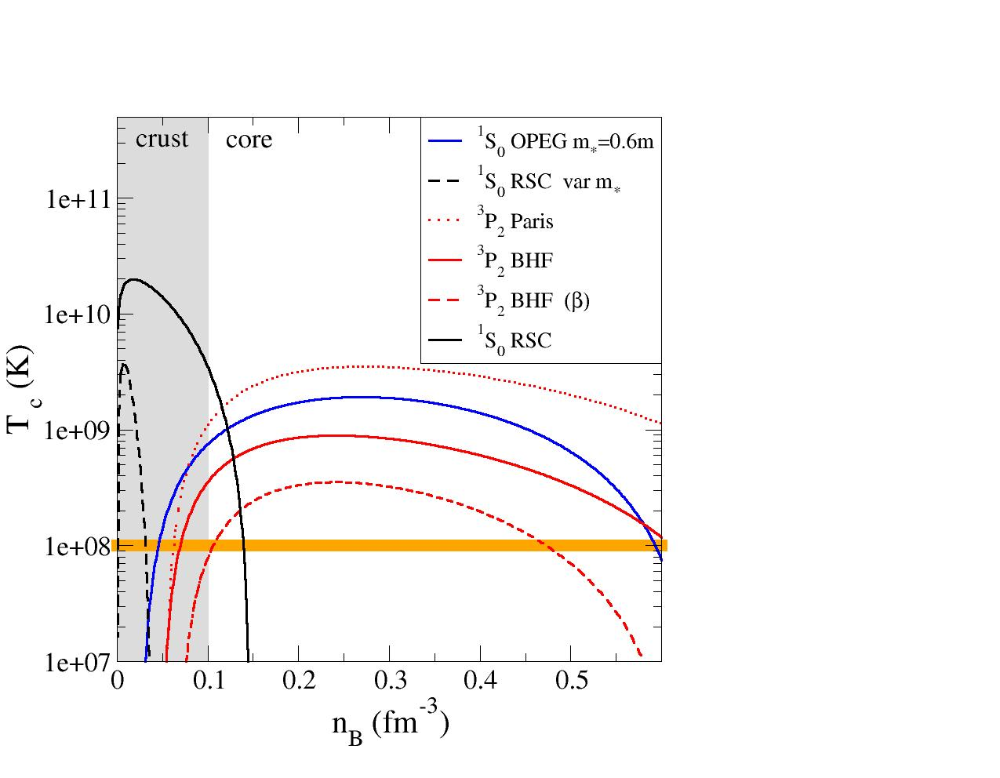 crust core
¹S₀ OPEG m*=0.6m
¹S₀ RSC var m*
³P₂ Paris
³P₂ BHF
³P₂ BHF (β)
¹S₀ RSC
1e+11
1e+10
1e+09
1e+08
1e+07
T c (K)
0 0.1 0.2 0.3 0.4 0.5
n_B (fm⁻³)